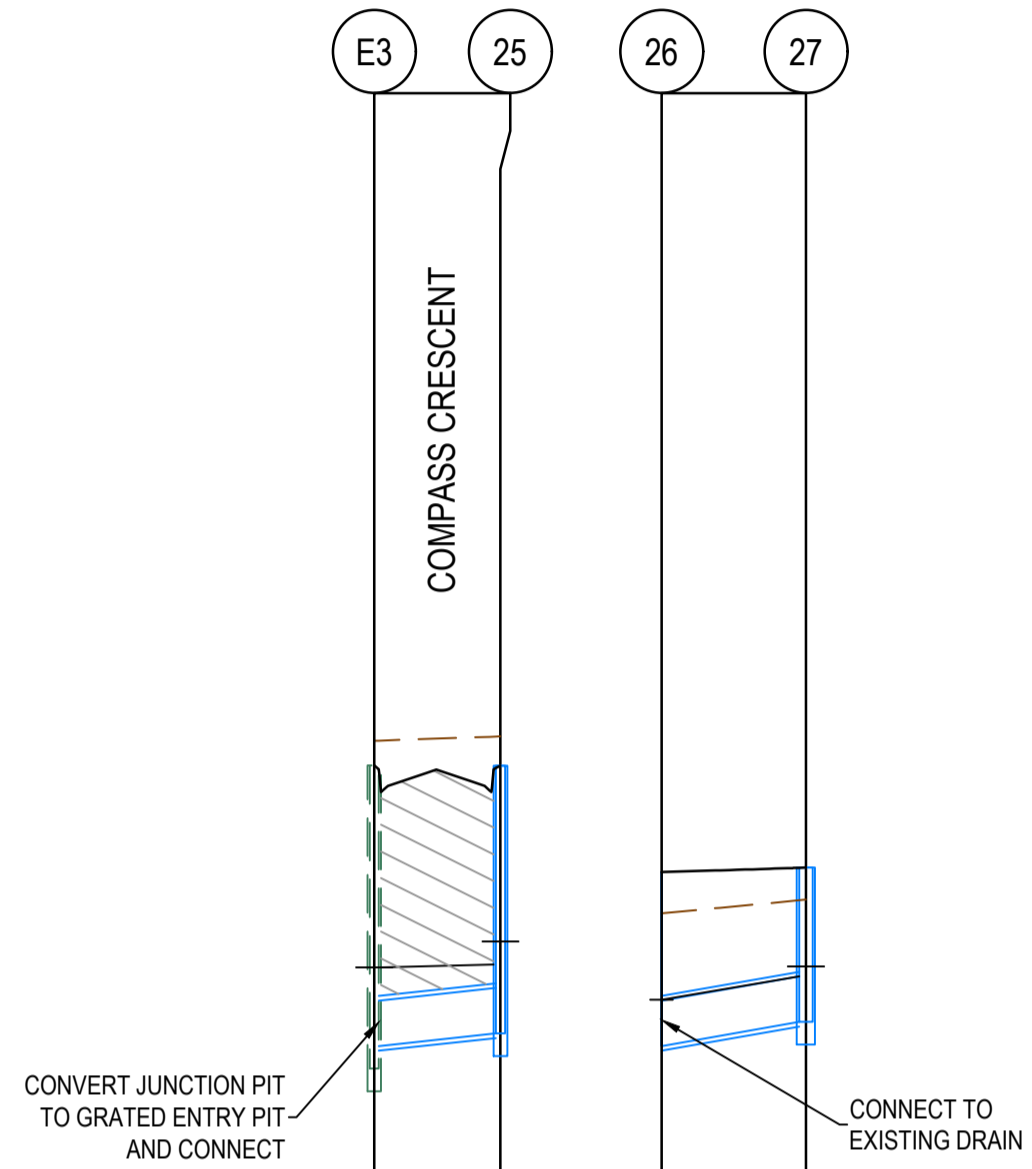 E3
25
26
27
COMPASS CRESCENT
CONVERT JUNCTION PIT
TO GRATED ENTRY PIT
AND CONNECT
CONNECT TO
EXISTING DRAIN